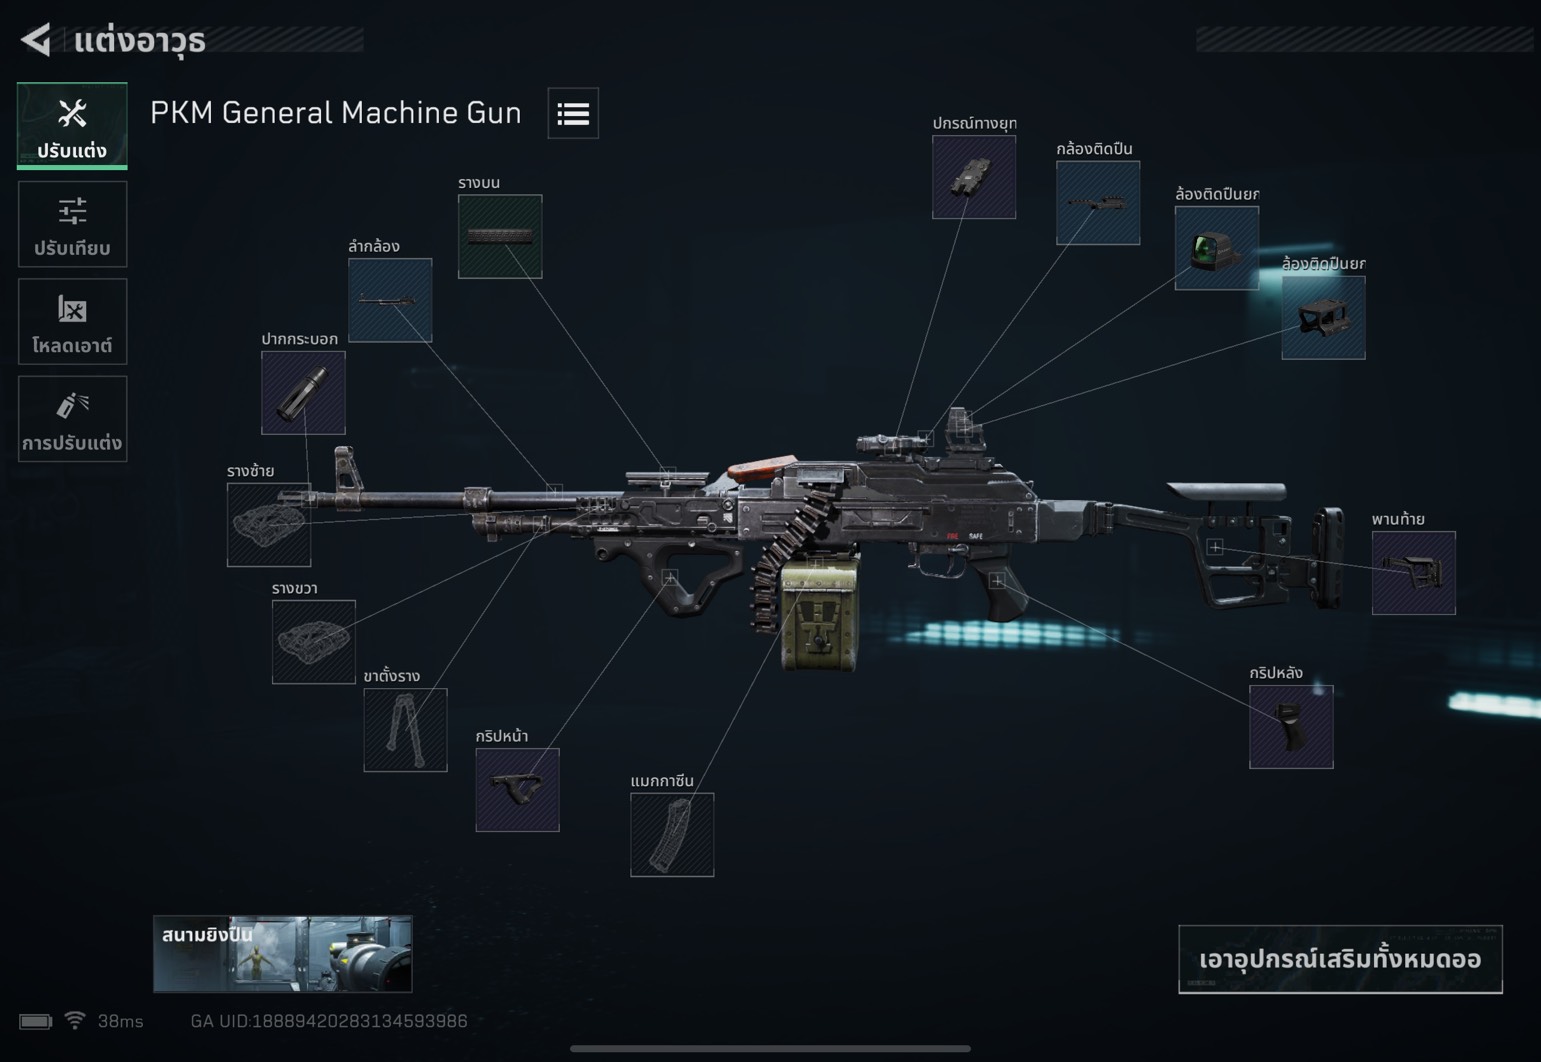 แต่งอาวุธ
ปรับแต่ง
PKM General Machine Gun
ปรับเทียบ
โหลดเอาต์
การปรับแต่ง
ปกรณ์ทางยุท
กล้องติดปืน
ล้องติดปืนยก
ล้องติดปืนยก
รางบน
ลำกล้อง
ปากกระบอก
รางซ้าย
รางขวา
ขาตั้งราง
กริปหน้า
แมกกาซีน
พานท้าย
กริปหลัง
FIRE SAFE
สนามยิงปืน
เอาอุปกรณ์เสริมทั้งหมดออ
38ms
GA UID:18889420283134593986